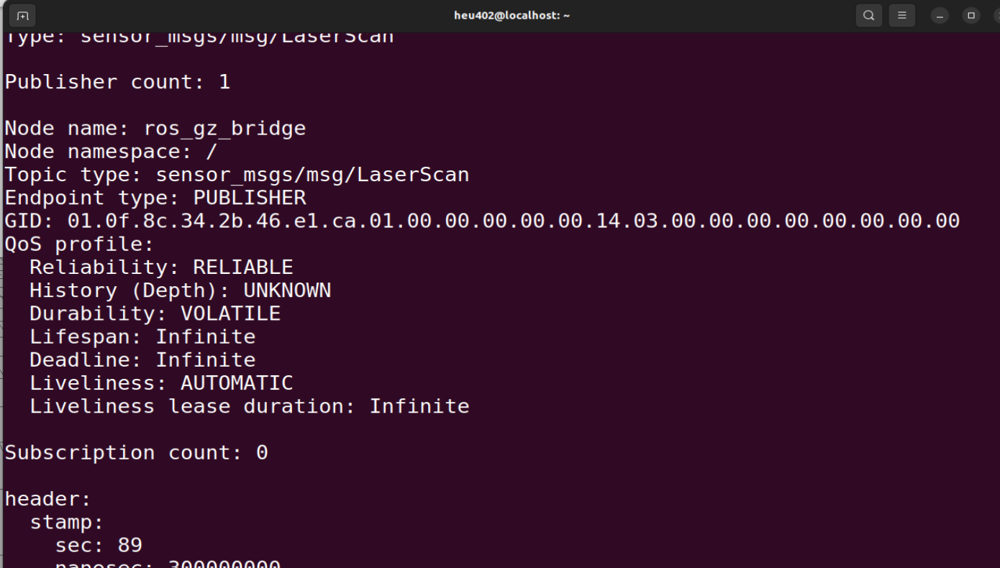 heu402@localhost: ~
Type: sensor_msgs/msg/LaserScan
Publisher count: 1
Node name: ros_gz_bridge
Node namespace: /
Topic type: sensor_msgs/msg/LaserScan
Endpoint type: PUBLISHER
GID: 01.0f.8c.34.2b.46.e1.ca.01.00.00.00.00.00.14.03.00.00.00.00.00.00.00.00
QoS profile:
  Reliability: RELIABLE
  History (Depth): UNKNOWN
  Durability: VOLATILE
  Lifespan: Infinite
  Deadline: Infinite
  Liveliness: AUTOMATIC
  Liveliness lease duration: Infinite
Subscription count: 0
header:
  stamp:
    sec: 89
    nanosec: 300000000